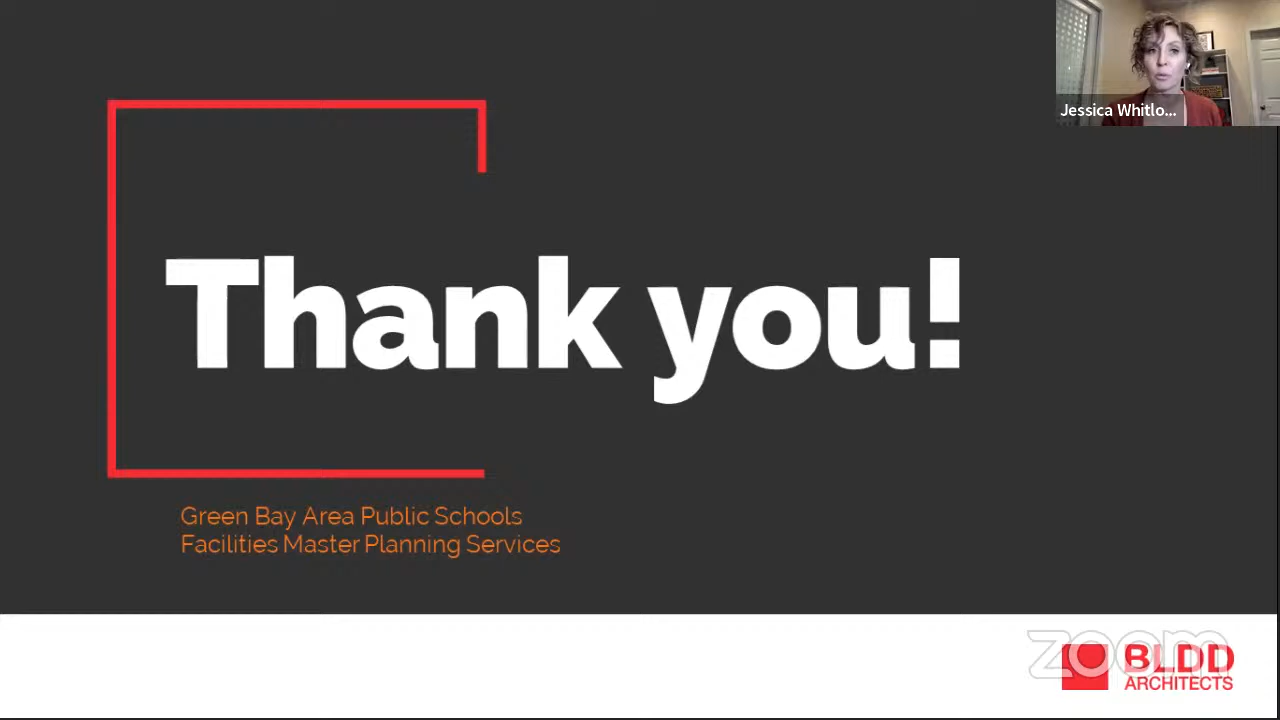 Jessica Whitlo...
Thank you!
Green Bay Area Public Schools
Facilities Master Planning Services
zoom
BLDD
ARCHITECTS